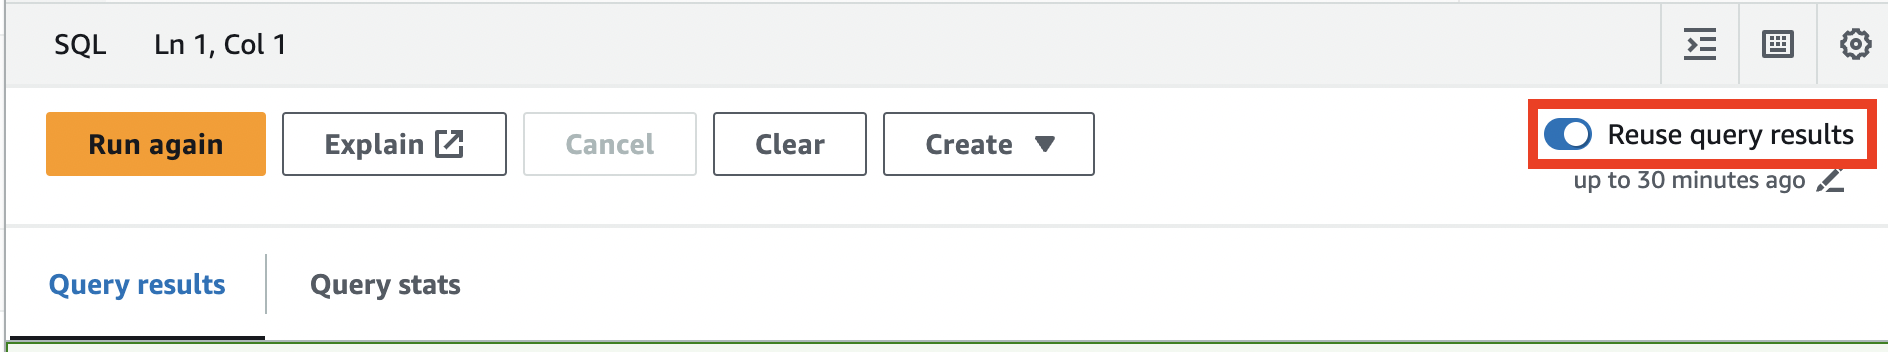 SQL Ln 1, Col 1
Run again Explain Cancel Clear Create Reuse query results
up to 30 minutes ago
Query results Query stats